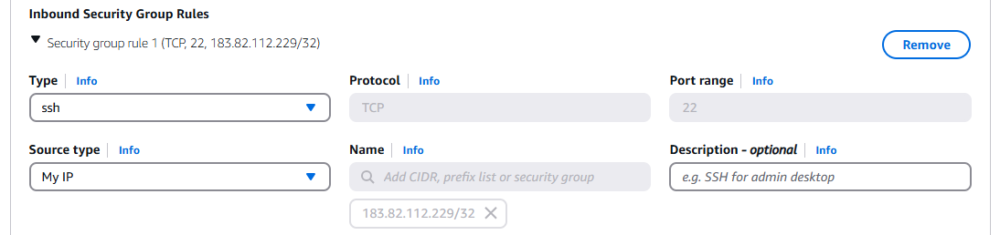 Inbound Security Group Rules
Security group rule 1 (TCP, 22, 183.82.112.229/32)
Remove
Type Info
Protocol Info
Port range Info
ssh
TCP
22
Source type Info
Name Info
Description - optional Info
My IP
Add CIDR, prefix list or security group
e.g. SSH for admin desktop
183.82.112.229/32